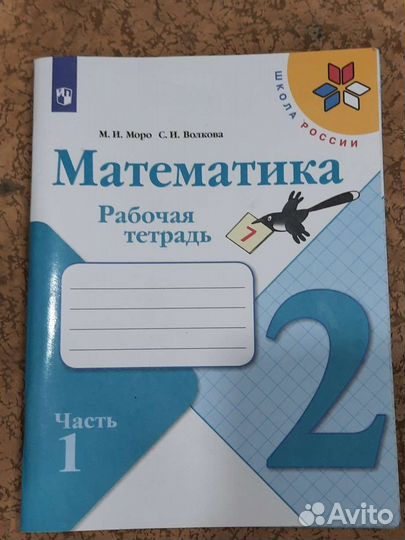 ШКОЛА РОССИИ
М. И. Моро С. И. Волкова
Математика
Рабочая
тетрадь
7
2
Часть
1
Avito